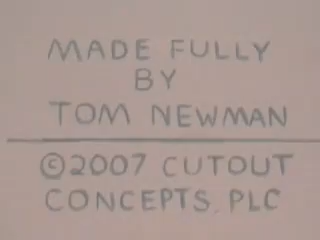 MADE FULLY
BY
TOM NEWMAN
©2007 CUTOUT
CONCEPTS PLC